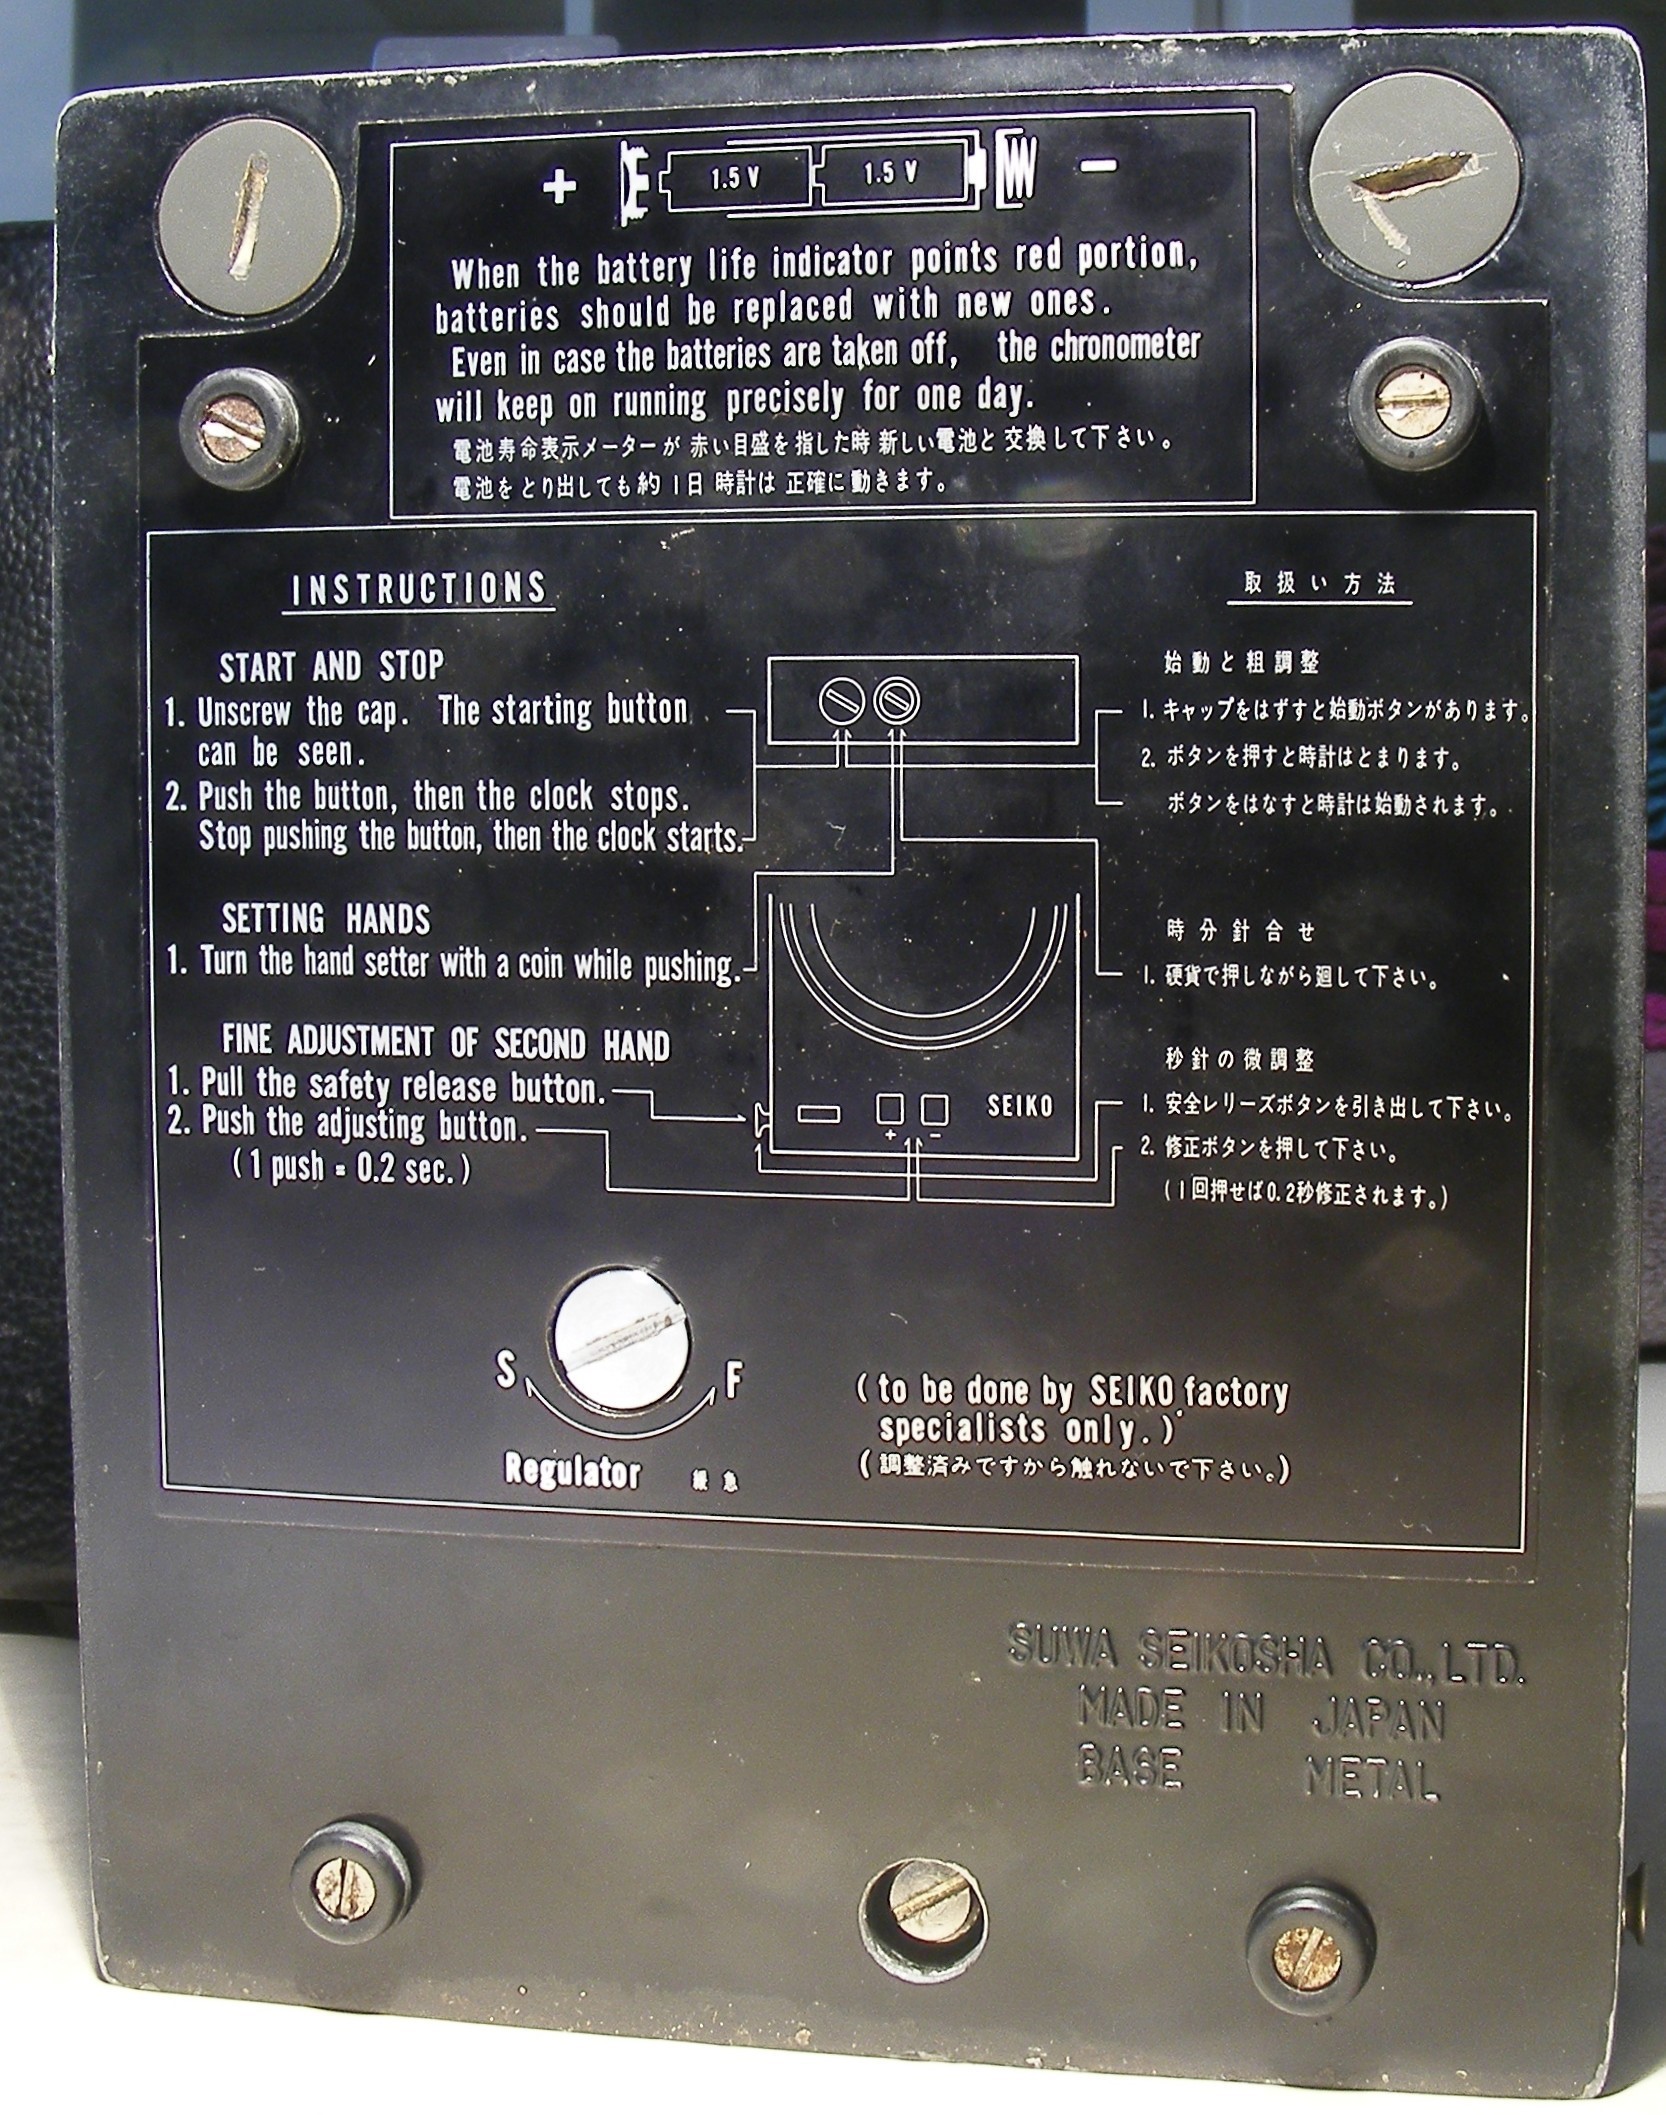 + 1.5 V 1.5 V −
When the battery life indicator points red portion,
batteries should be replaced with new ones.
Even in case the batteries are taken off, the chronometer
will keep on running precisely for one day.
電池寿命表示メーターが 赤い目盛を指した時 新しい電池と 交換して下さい。
電池を とり出しても約 1日 時計は 正確に動きます。
INSTRUCTIONS
START AND STOP
1. Unscrew the cap. The starting button
can be seen.
2. Push the button, then the clock stops.
Stop pushing the button, then the clock starts.
SETTING HANDS
1. Turn the hand setter with a coin while pushing.
FINE ADJUSTMENT OF SECOND HAND
1. Pull the safety release button.
2. Push the adjusting button.
(1 push = 0.2 sec.)
SEIKO
+ −
取扱い方法
始動と粗調整
1. キャップをはずすと始動ボタンがあります。
2. ボタンを押すと時計はとまります。
ボタンをはなすと時計は始動されます。
時分針合せ
1. 硬貨で押しながら廻して下さい。
秒針の微調整
1. 安全レリーズボタンを引き出して下さい。
2. 修正ボタンを押して下さい。
(1回押せば0.2秒修正されます。)
S F
Regulator 緩急
(to be done by SEIKO factory
specialists only.)
(調整済みですから触れないで下さい。)
SUWA SEIKOSHA CO.,LTD.
MADE IN JAPAN
BASE METAL